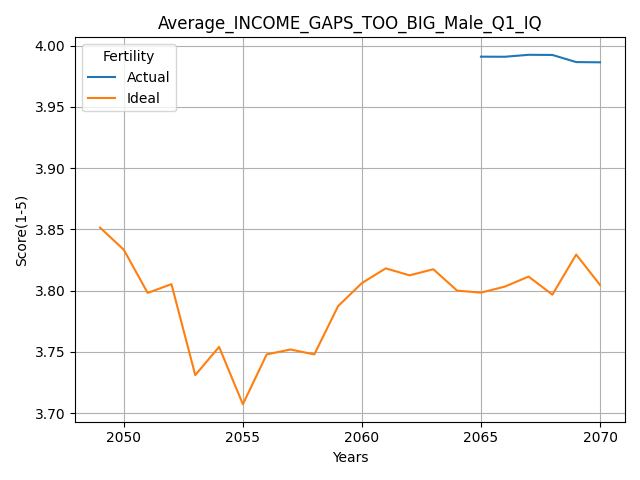 Average_INCOME_GAPS_TOO_BIG_Male_Q1_IQ
Fertility
Actual
Ideal
4.00
3.95
3.90
3.85
3.80
3.75
3.70
Score(1-5)
2050
2055
2060
2065
2070
Years